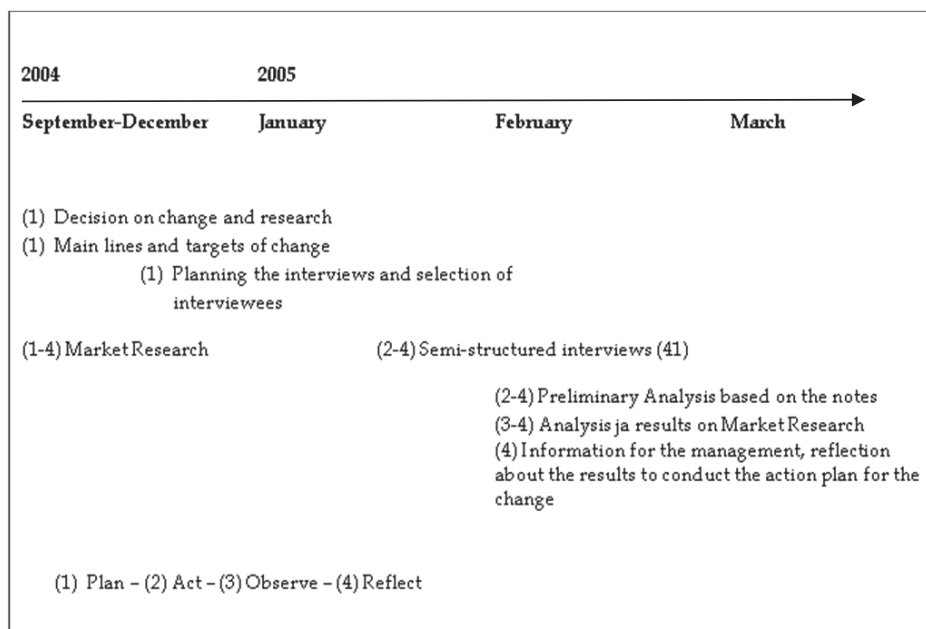 2004 2005
September-December January February March
(1) Decision on change and research
(1) Main lines and targets of change
(1) Planning the interviews and selection of
interviewees
(1-4) Market Research (2-4) Semi-structured interviews (41)
(2-4) Preliminary Analysis based on the notes
(3-4) Analysis ja results on Market Research
(4) Information for the management, reflection
about the results to conduct the action plan for the
change
(1) Plan – (2) Act – (3) Observe – (4) Reflect